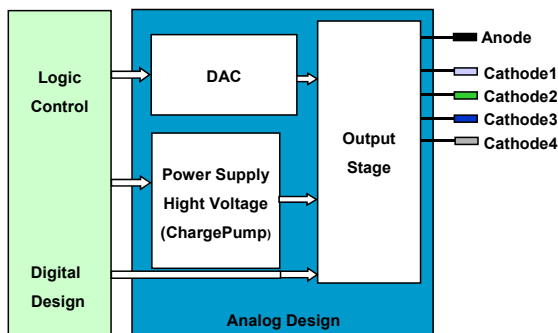 Logic
Control
DAC
Power Supply
Hight Voltage
(ChargePump)
Output
Stage
Anode
Cathode1
Cathode2
Cathode3
Cathode4
Digital
Design
Analog Design